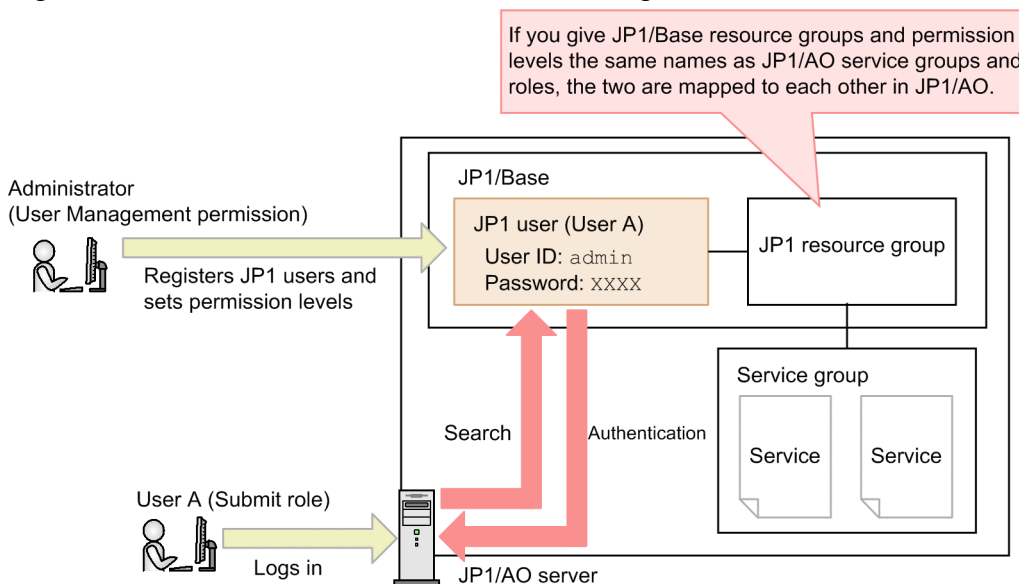 If you give JP1/Base resource groups and permission
levels the same names as JP1/AO service groups and
roles, the two are mapped to each other in JP1/AO.
JP1/Base
Administrator
(User Management permission)
JP1 user (User A)
User ID: admin
Password: XXXX
JP1 resource group
Registers JP1 users and
sets permission levels
Service group
Search
Authentication
Service
Service
User A (Submit role)
Logs in
JP1/AO server